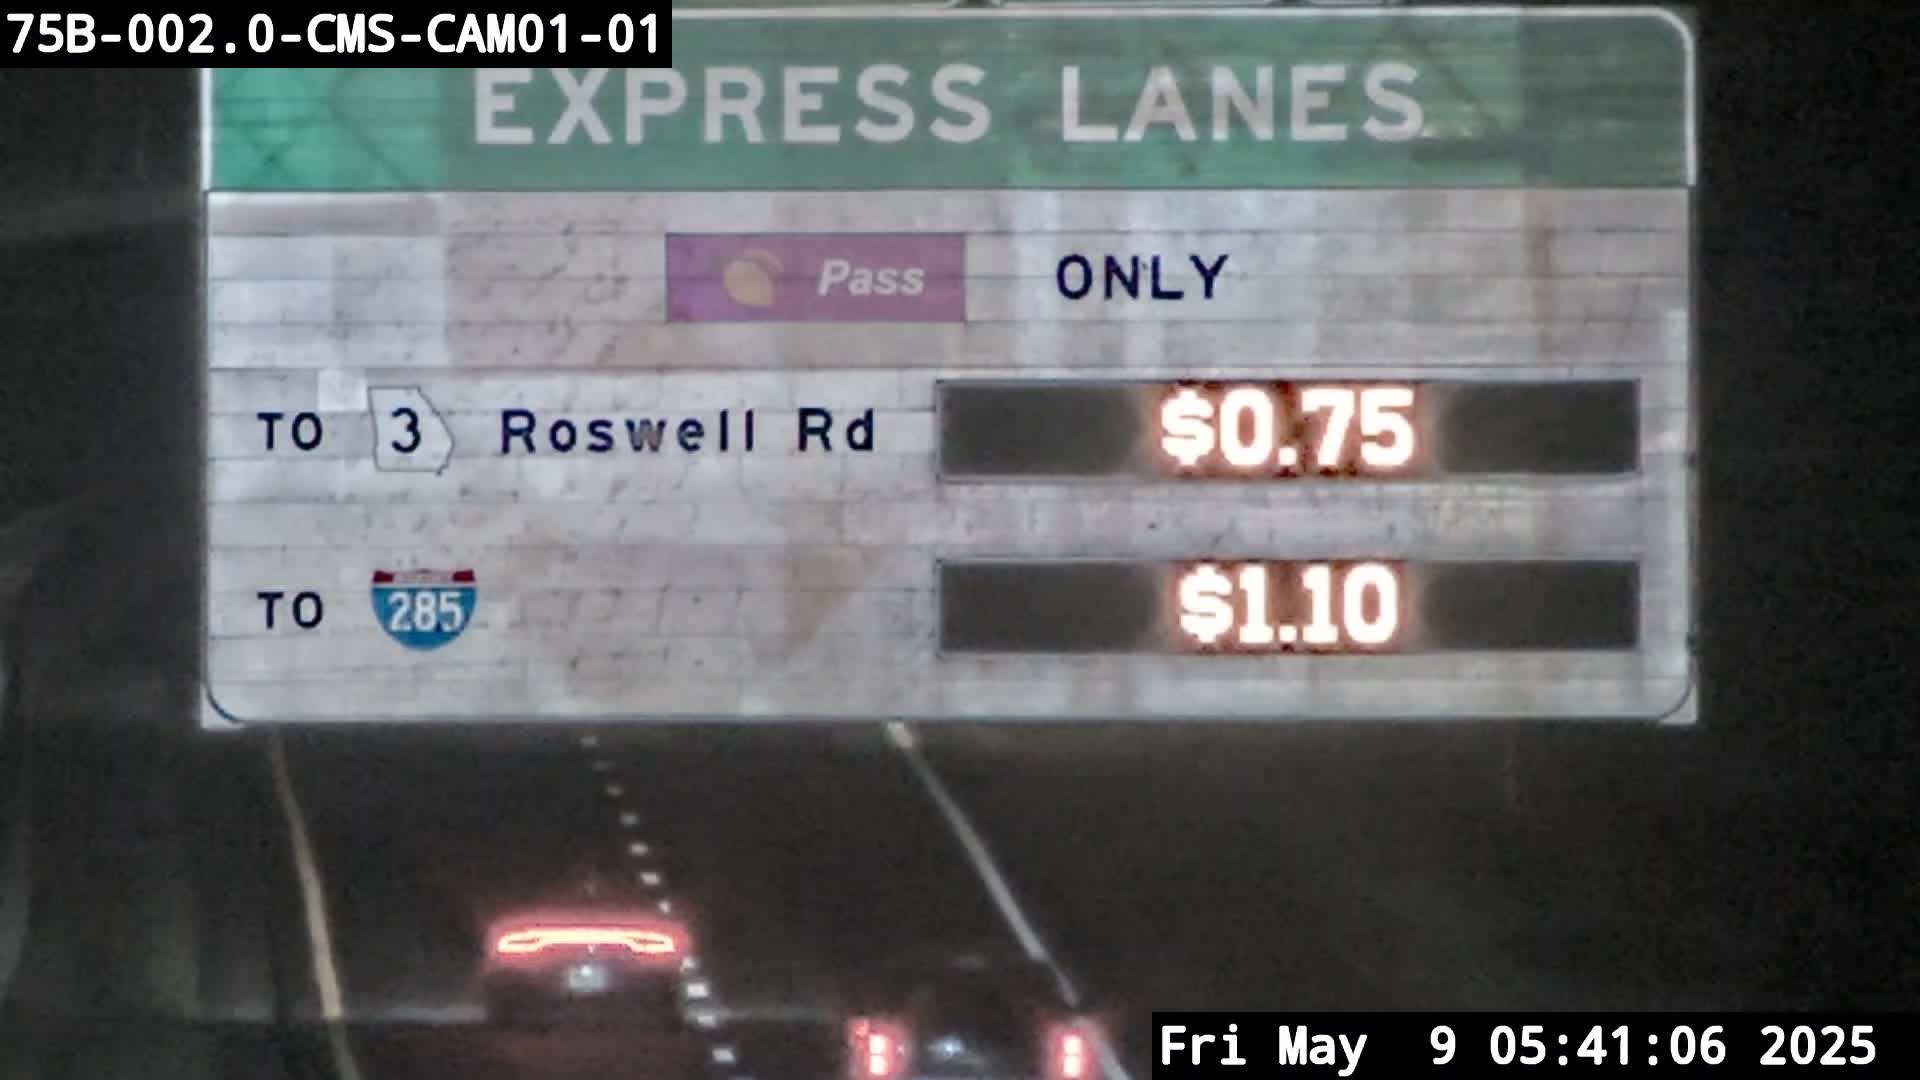 75B-002.0-CMS-CAM01-01
EXPRESS LANES
Pass ONLY
TO 3 Roswell Rd $0.75
TO 285 $1.10
Fri May 9 05:41:06 2025